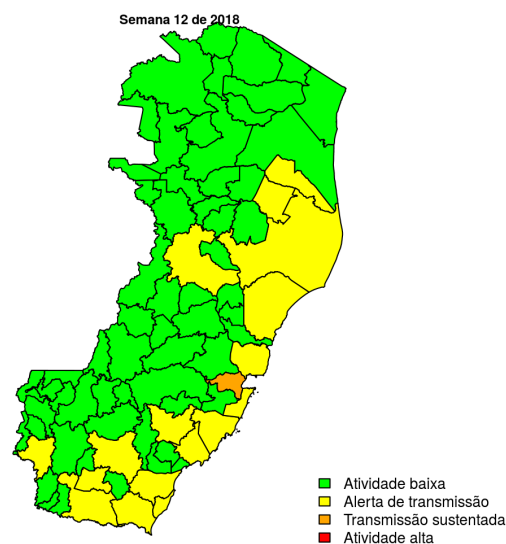 Semana 12 de 2018
Atividade baixa
Alerta de transmissão
Transmissão sustentada
Atividade alta